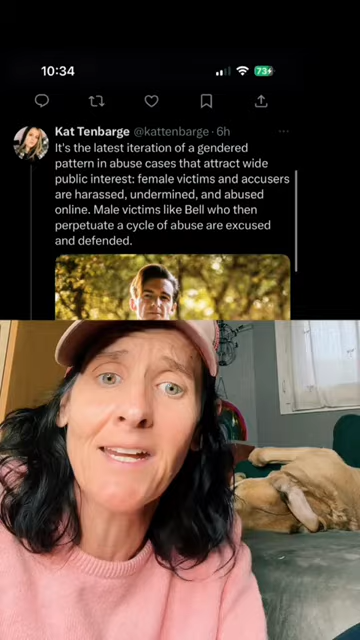 10:34
73
Kat Tenbarge @kattenbarge · 6h
It's the latest iteration of a gendered
pattern in abuse cases that attract wide
public interest: female victims and accusers
are harassed, undermined, and abused
online. Male victims like Bell who then
perpetuate a cycle of abuse are excused
and defended.